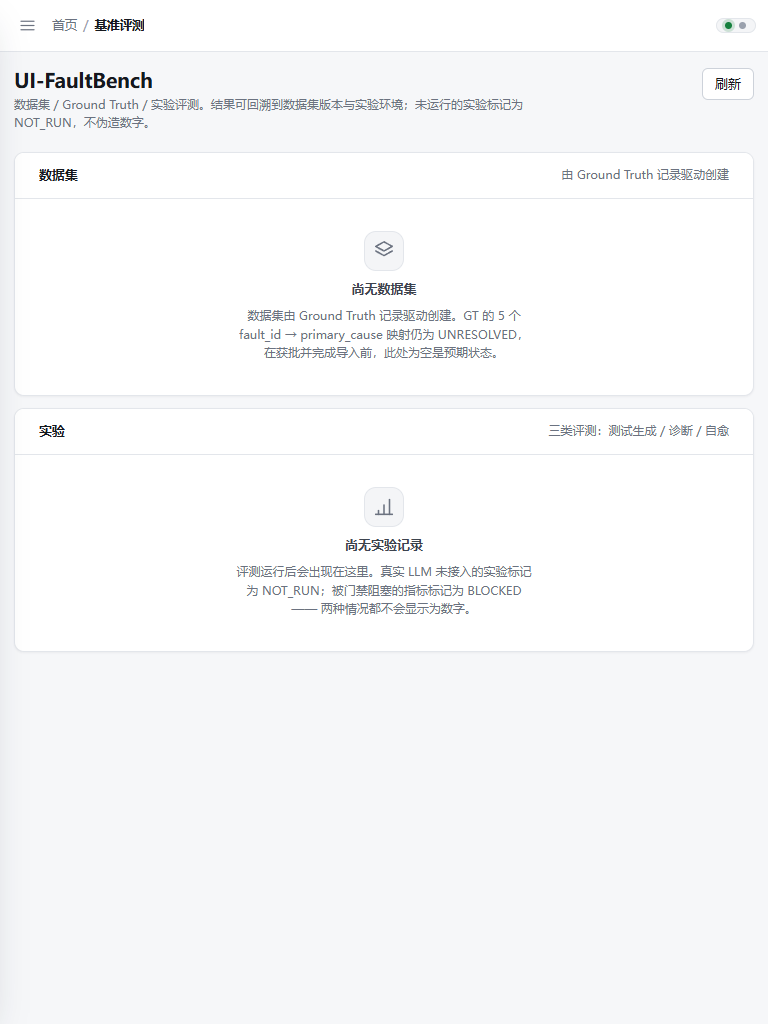 首页 / 基准评测
UI-FaultBench
刷新
数据集 / Ground Truth / 实验评测。结果可回溯到数据集版本与实验环境；未运行的实验标记为
NOT_RUN，不伪造数字。
数据集
由 Ground Truth 记录驱动创建
尚无数据集
数据集由 Ground Truth 记录驱动创建。GT 的 5 个
fault_id → primary_cause 映射仍为 UNRESOLVED，
在获批并完成导入前，此处为空是预期状态。
实验
三类评测：测试生成 / 诊断 / 自愈
尚无实验记录
评测运行后会出现在这里。真实 LLM 未接入的实验标记
为 NOT_RUN；被门禁阻塞的指标标记为 BLOCKED
—— 两种情况都不会显示为数字。